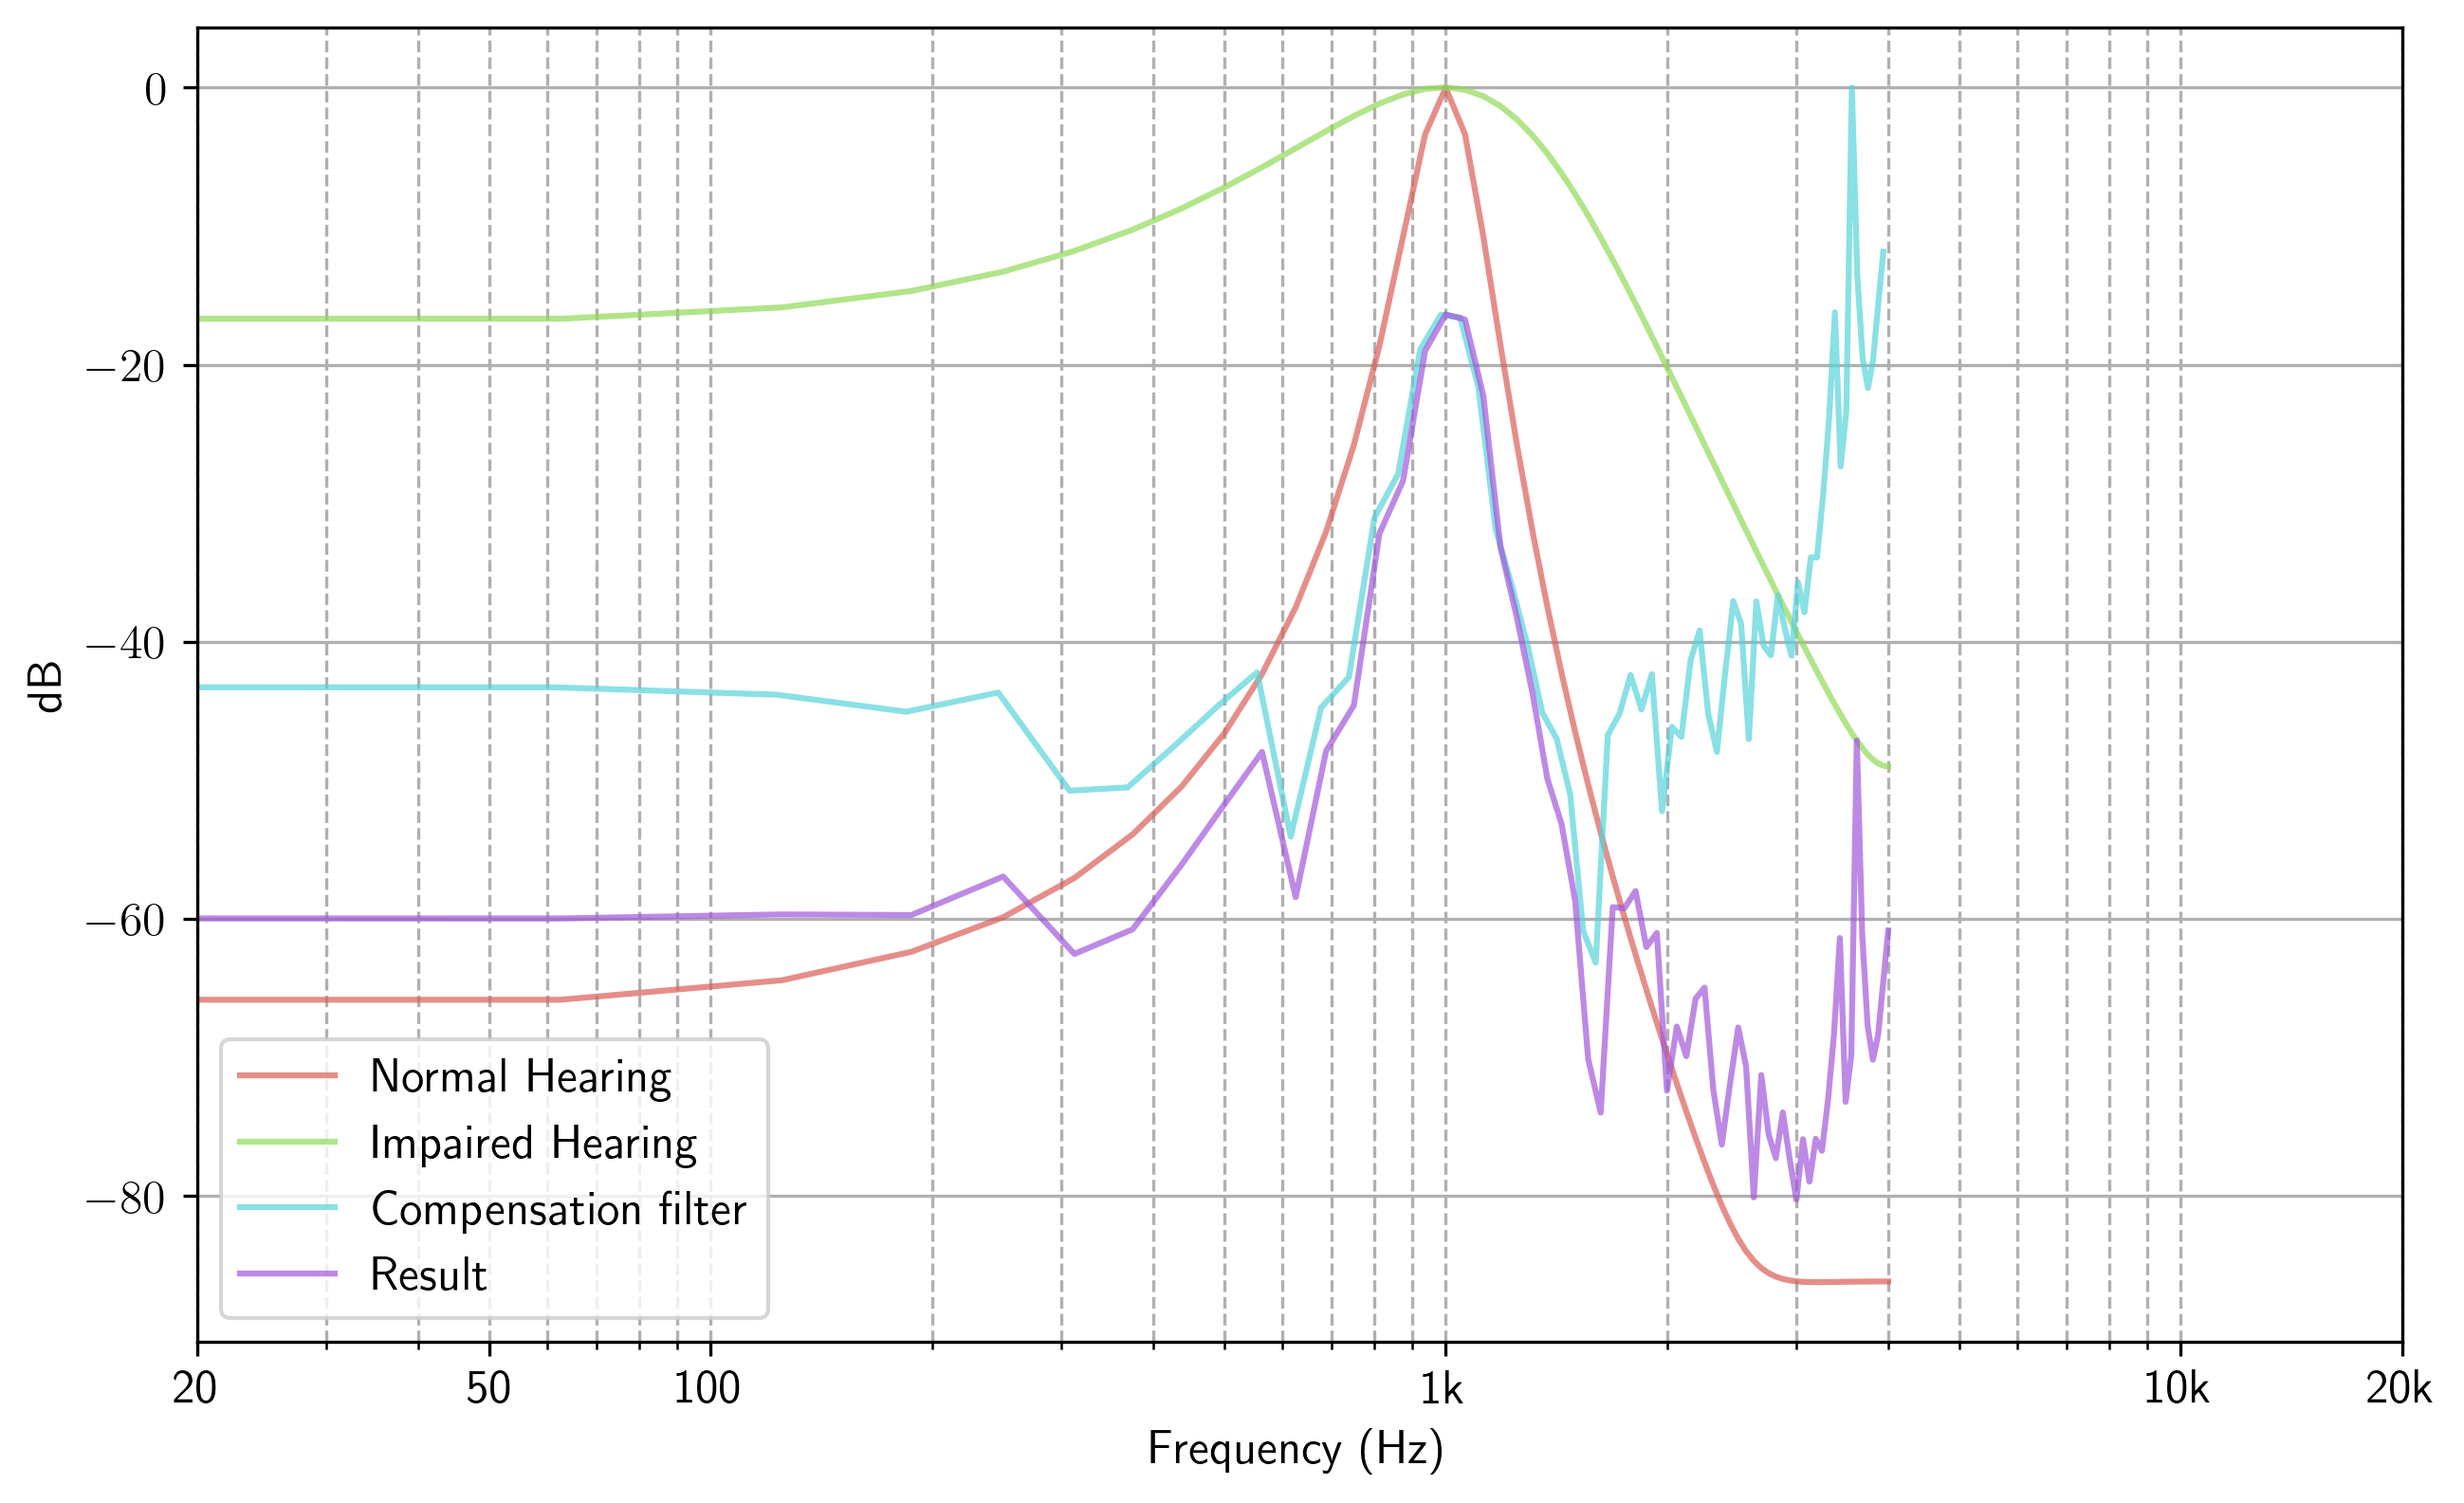 0
−20
−40
−60
−80
dB
Normal Hearing
Impaired Hearing
Compensation filter
Result
20 50 100 1k 10k 20k
Frequency (Hz)